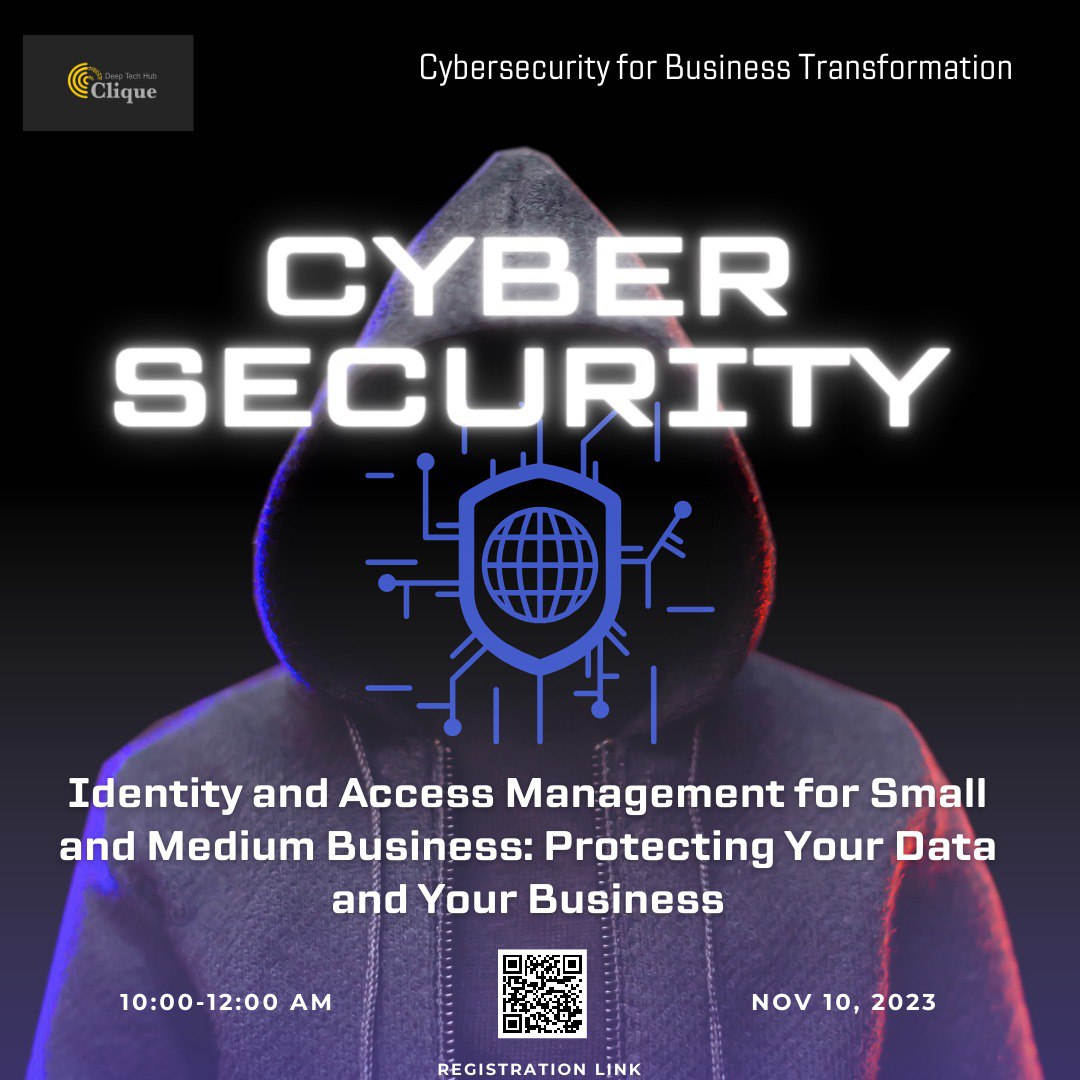 Deep Tech Hub
Clique
Cybersecurity for Business Transformation
CYBER
SECURITY
Identity and Access Management for Small
and Medium Business: Protecting Your Data
and Your Business
10:00-12:00 AM
NOV 10, 2023
REGISTRATION LINK